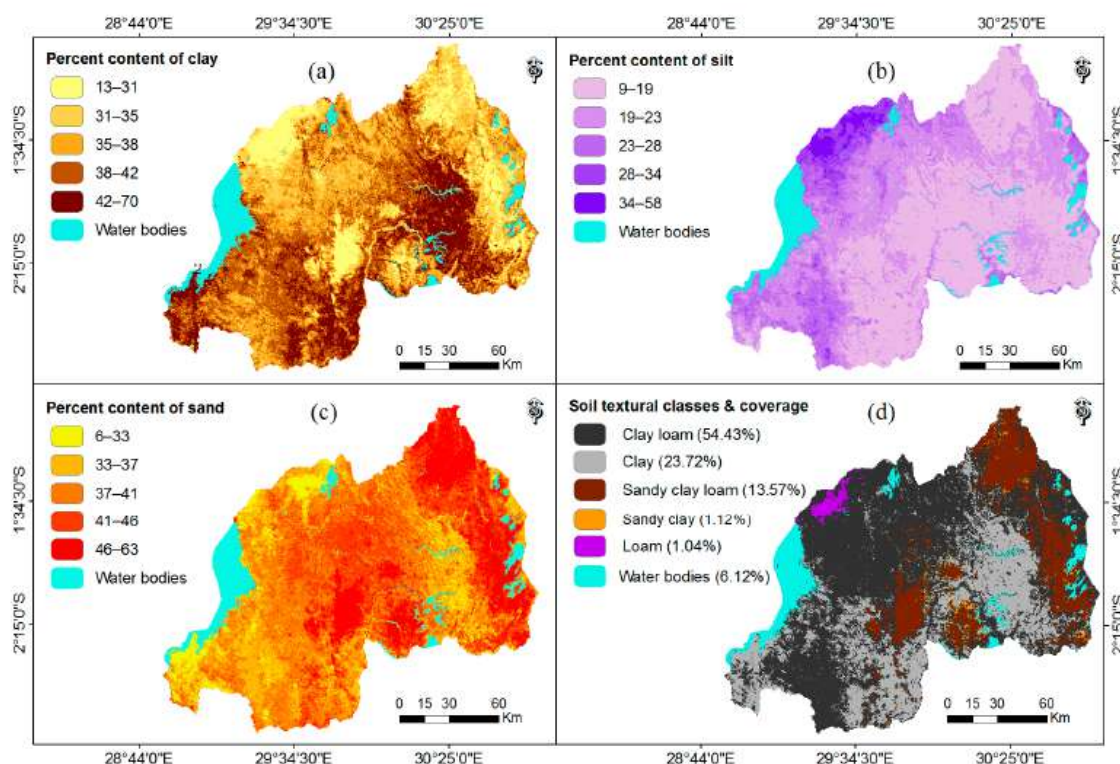 28°44'0"E 29°34'30"E 30°25'0"E 28°44'0"E 29°34'30"E 30°25'0"E
Percent content of clay
(a)
13–31
31–35
35–38
38–42
42–70
Water bodies
1°34'30"S
2°15'0"S
0 15 30 60
Km
Percent content of silt
(b)
9–19
19–23
23–28
28–34
34–58
Water bodies
1°34'30"S
2°15'0"S
0 15 30 60
Km
Percent content of sand
(c)
6–33
33–37
37–41
41–46
46–63
Water bodies
1°34'30"S
2°15'0"S
0 15 30 60
Km
Soil textural classes & coverage
(d)
Clay loam (54.43%)
Clay (23.72%)
Sandy clay loam (13.57%)
Sandy clay (1.12%)
Loam (1.04%)
Water bodies (6.12%)
1°34'30"S
2°15'0"S
0 15 30 60
Km
28°44'0"E 29°34'30"E 30°25'0"E 28°44'0"E 29°34'30"E 30°25'0"E